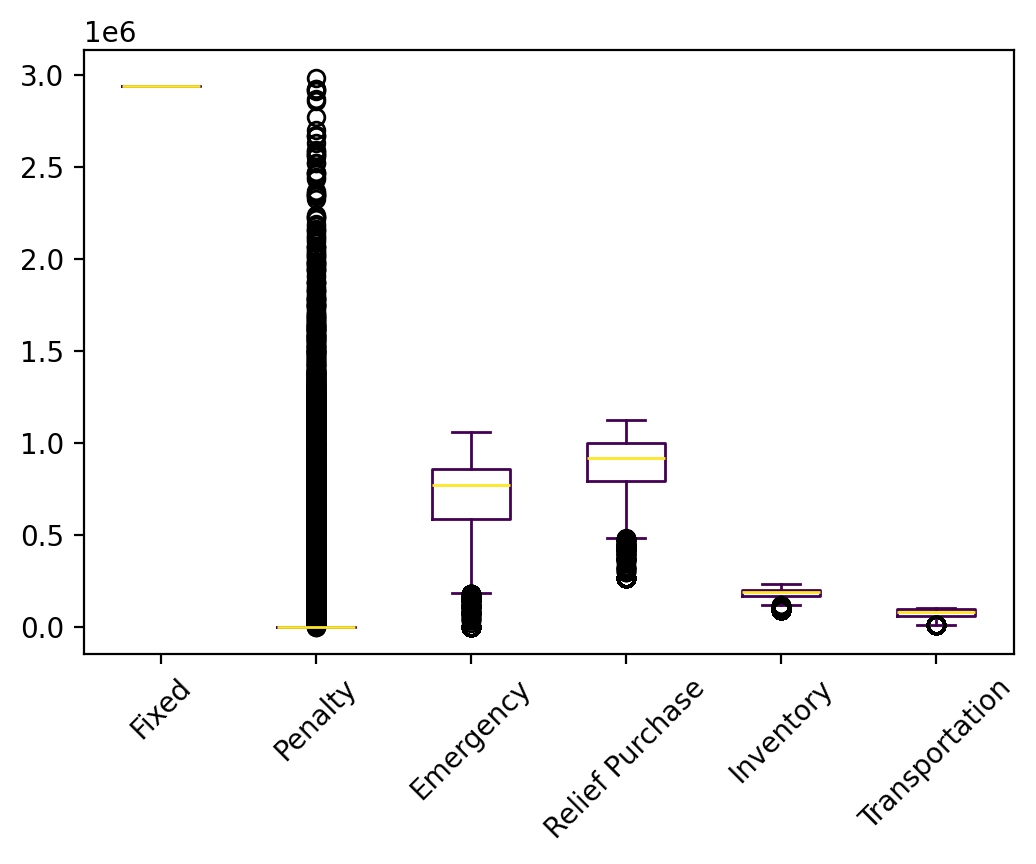 1e6
3.0
2.5
2.0
1.5
1.0
0.5
0.0
Fixed
Penalty
Emergency
Relief Purchase
Inventory
Transportation